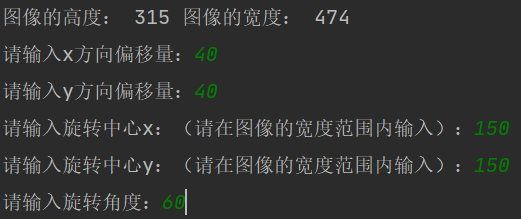 图像的高度： 315 图像的宽度： 474
请输入x方向偏移量：40
请输入y方向偏移量：40
请输入旋转中心x：（请在图像的宽度范围内输入）：150
请输入旋转中心y：（请在图像的宽度范围内输入）：150
请输入旋转角度：60